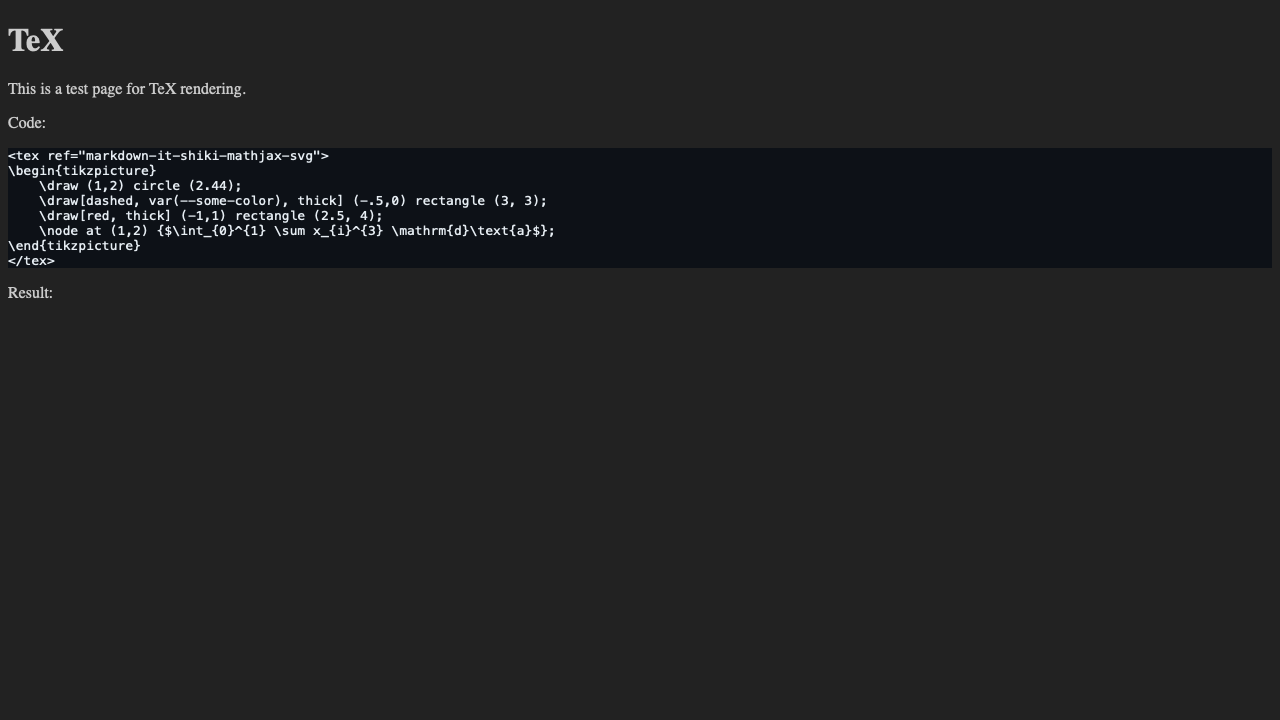 TeX
This is a test page for TeX rendering.
Code:
<tex ref="markdown-it-shiki-mathjax-svg">
\begin{tikzpicture}
    \draw (1,2) circle (2.44);
    \draw[dashed, var(--some-color), thick] (-.5,0) rectangle (3, 3);
    \draw[red, thick] (-1,1) rectangle (2.5, 4);
    \node at (1,2) {$\int_{0}^{1} \sum x_{i}^{3} \mathrm{d}\text{a}$};
\end{tikzpicture}
</tex>
Result: